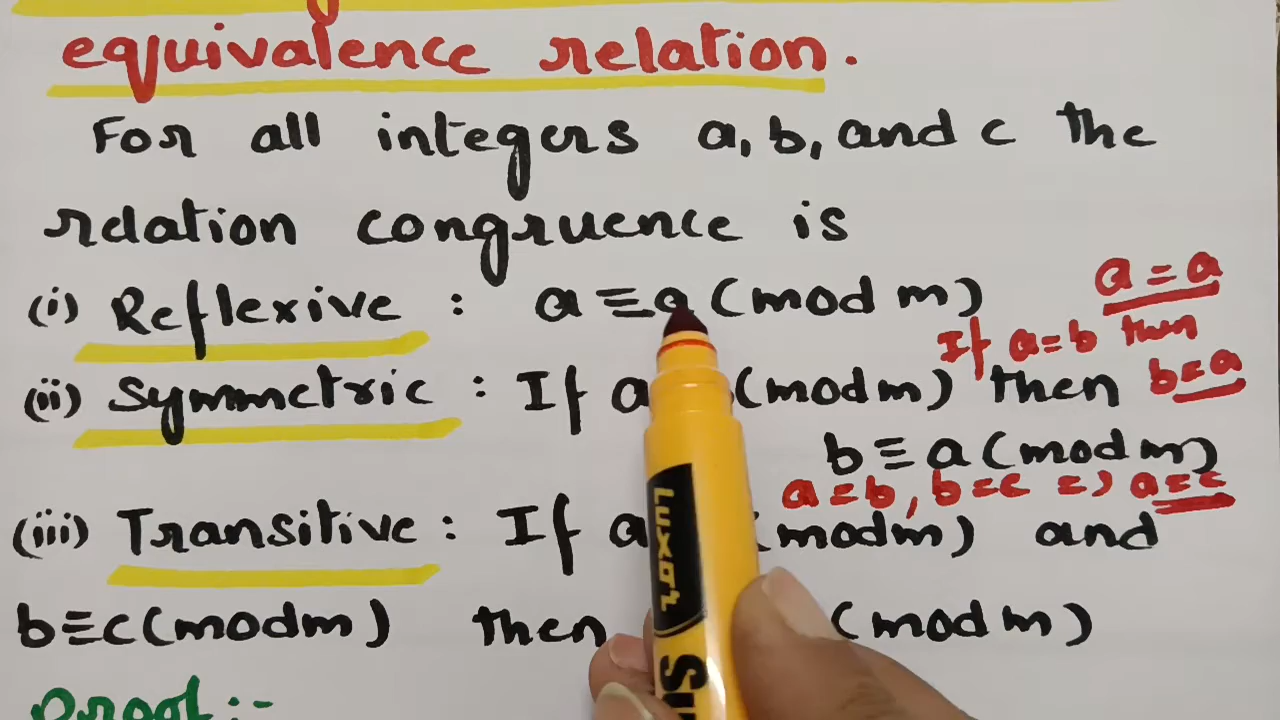 equivalence relation.
For all integers a, b, and c the
relation congruence is
(i) Reflexive : a ≡ a (mod m)
a = a
If a = b then
b = a
(ii) Symmetric : If a (mod m) then
b ≡ a (mod m)
a = b, b = c => a = c
(iii) Transitive : If a (mod m) and
b ≡ c (mod m) then (mod m)
Proof :-
LUXOR